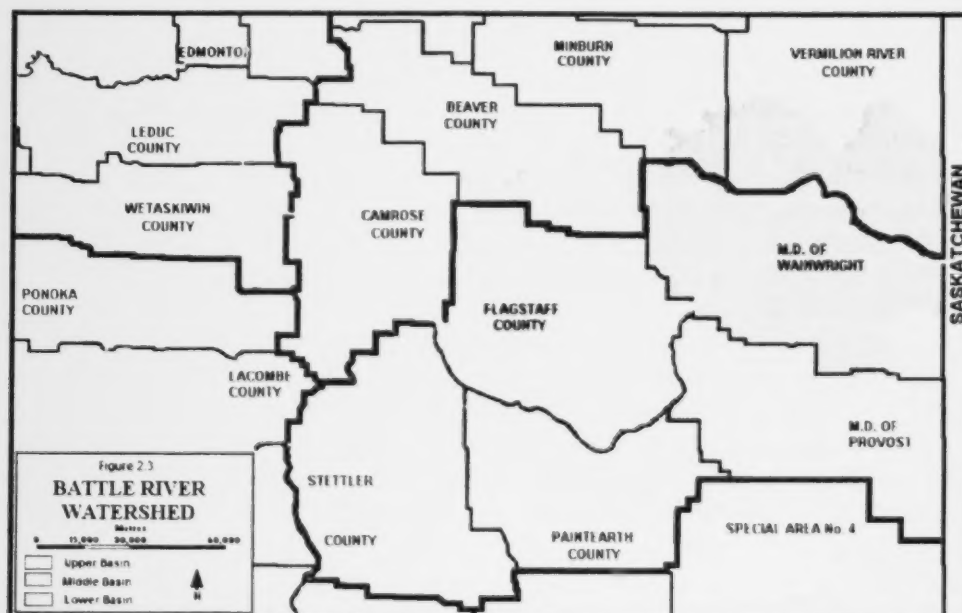 EDMONTO
MINBURN
COUNTY
VERMILION RIVER
COUNTY
BEAVER
COUNTY
LEDUC
COUNTY
WETASKIWIN
COUNTY
CAMROSE
COUNTY
M.D. OF
WAINWRIGHT
SASKATCHEWAN
PONOKA
COUNTY
FLAGSTAFF
COUNTY
LACOMBE
COUNTY
M.D. OF
PROVOST
STETTLER
COUNTY
PAINTEARTH
COUNTY
SPECIAL AREA No. 4
Figure 2.3
BATTLE RIVER
WATERSHED
Metres
0 15,000 30,000 60,000
Upper Basin
Middle Basin
Lower Basin
N